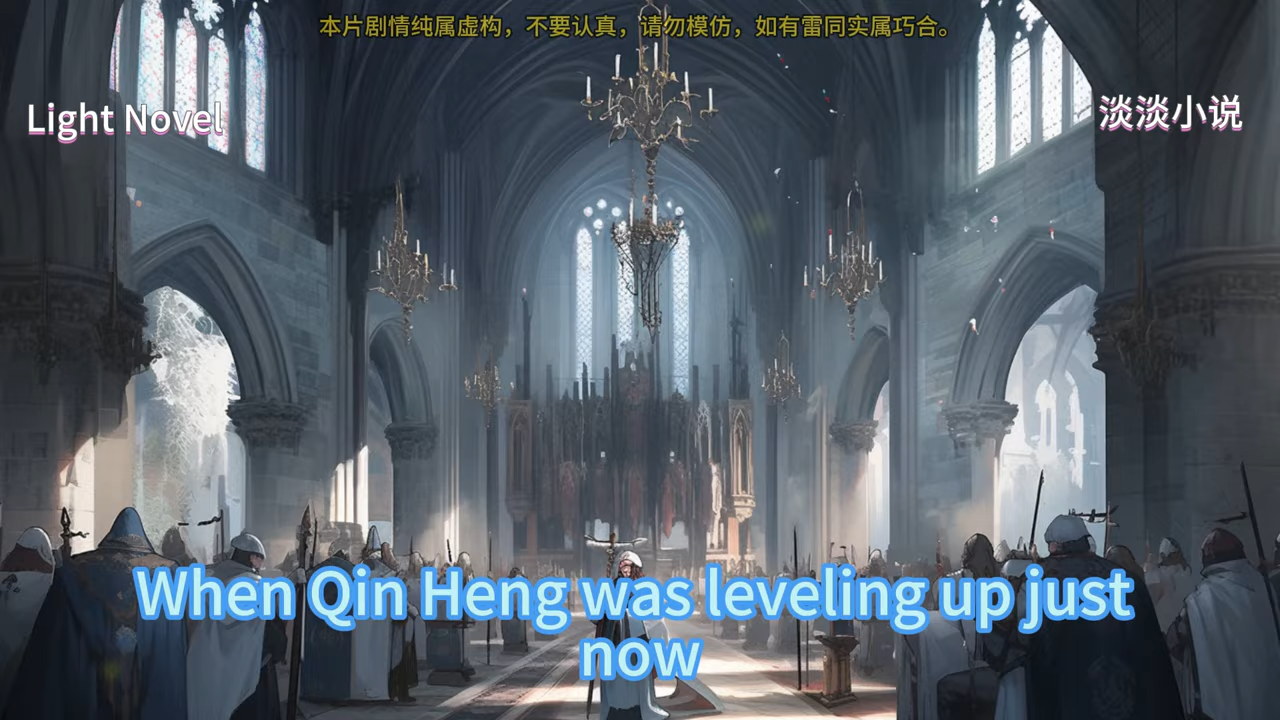 本片剧情纯属虚构，不要认真，请勿模仿，如有雷同实属巧合。
Light Novel
淡淡小说
When Qin Heng was leveling up just
now